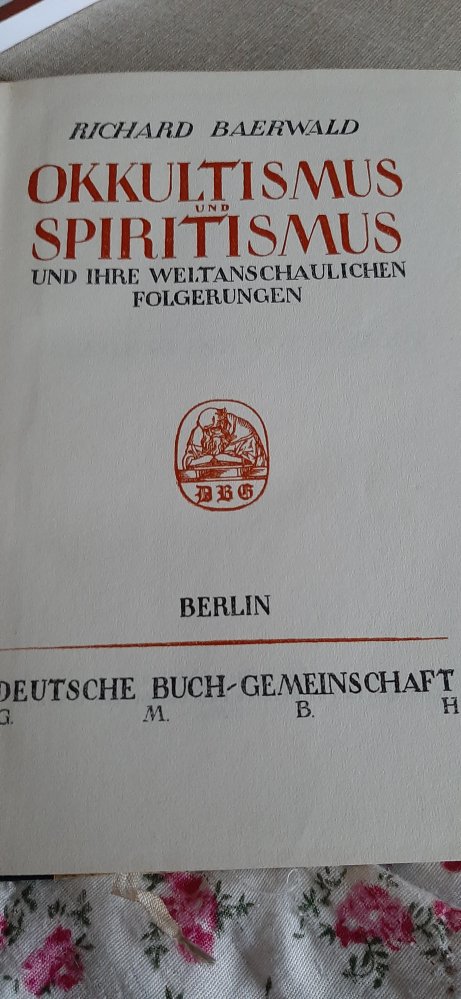 RICHARD BAERWALD
OKKULTISMUS
UND
SPIRITISMUS
UND IHRE WELTANSCHAULICHEN
FOLGERUNGEN
DBG
BERLIN
DEUTSCHE BUCH-GEMEINSCHAFT
G. M. B. H